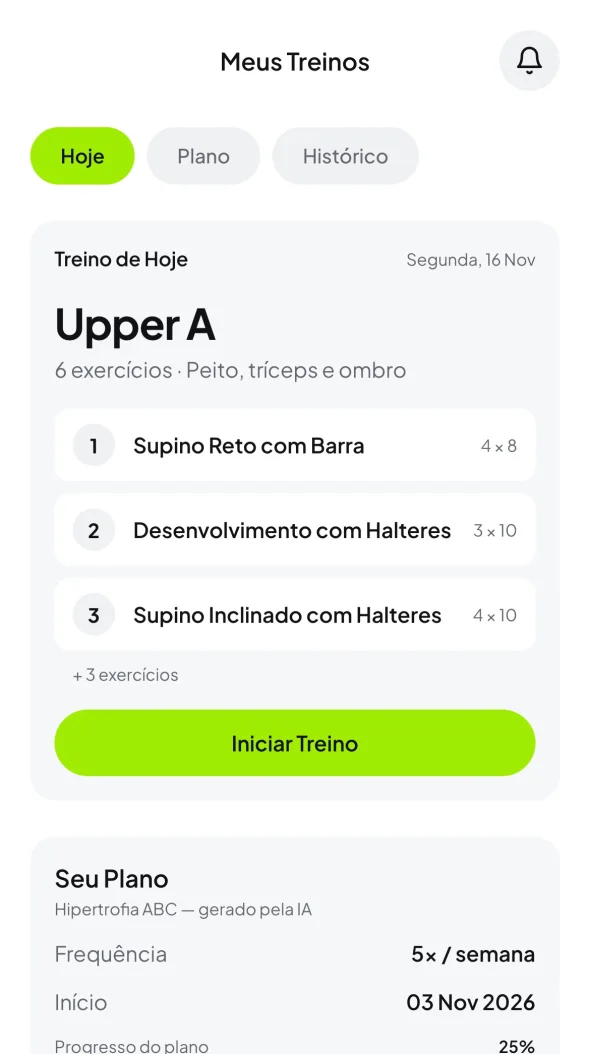 Meus Treinos
Hoje
Plano
Histórico
Treino de Hoje
Segunda, 16 Nov
Upper A
6 exercícios · Peito, tríceps e ombro
1 Supino Reto com Barra 4 × 8
2 Desenvolvimento com Halteres 3 × 10
3 Supino Inclinado com Halteres 4 × 10
+ 3 exercícios
Iniciar Treino
Seu Plano
Hipertrofia ABC — gerado pela IA
Frequência 5× / semana
Início 03 Nov 2026
Progresso do plano 25%